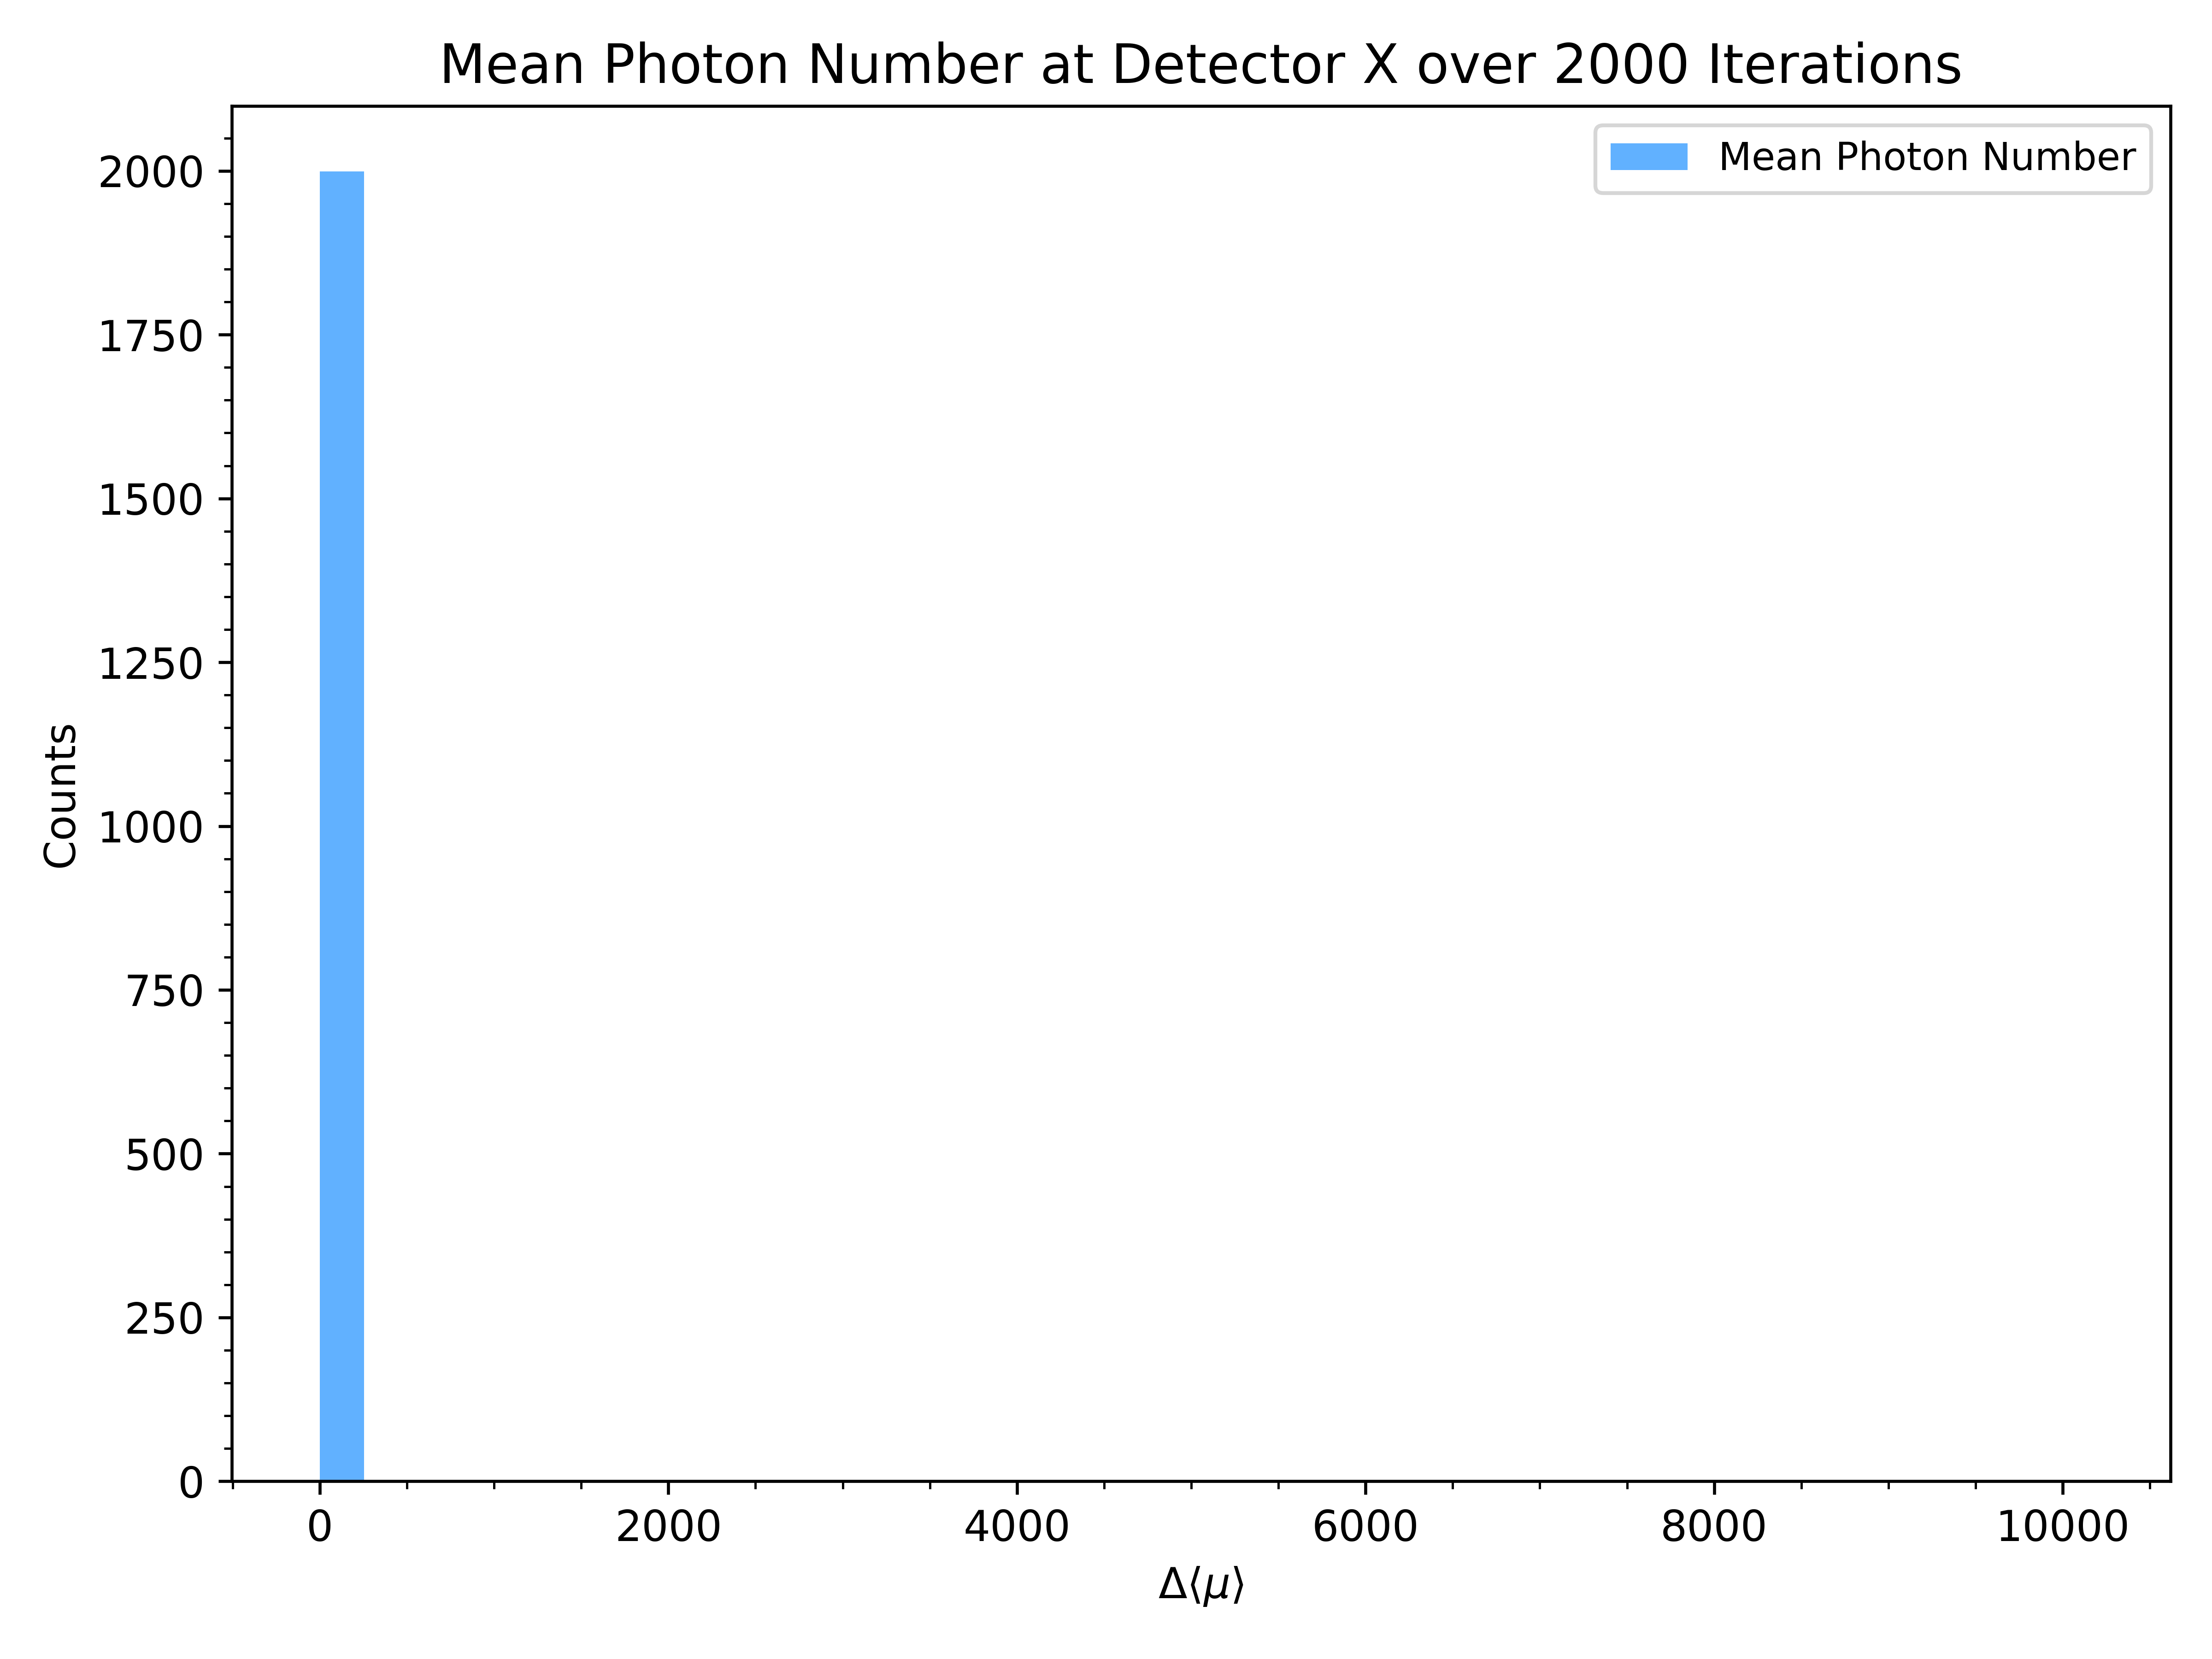 Mean Photon Number at Detector X over 2000 Iterations
Mean Photon Number
2000
1750
1500
1250
1000
750
500
250
0
Counts
0 2000 4000 6000 8000 10000
Δ⟨μ⟩